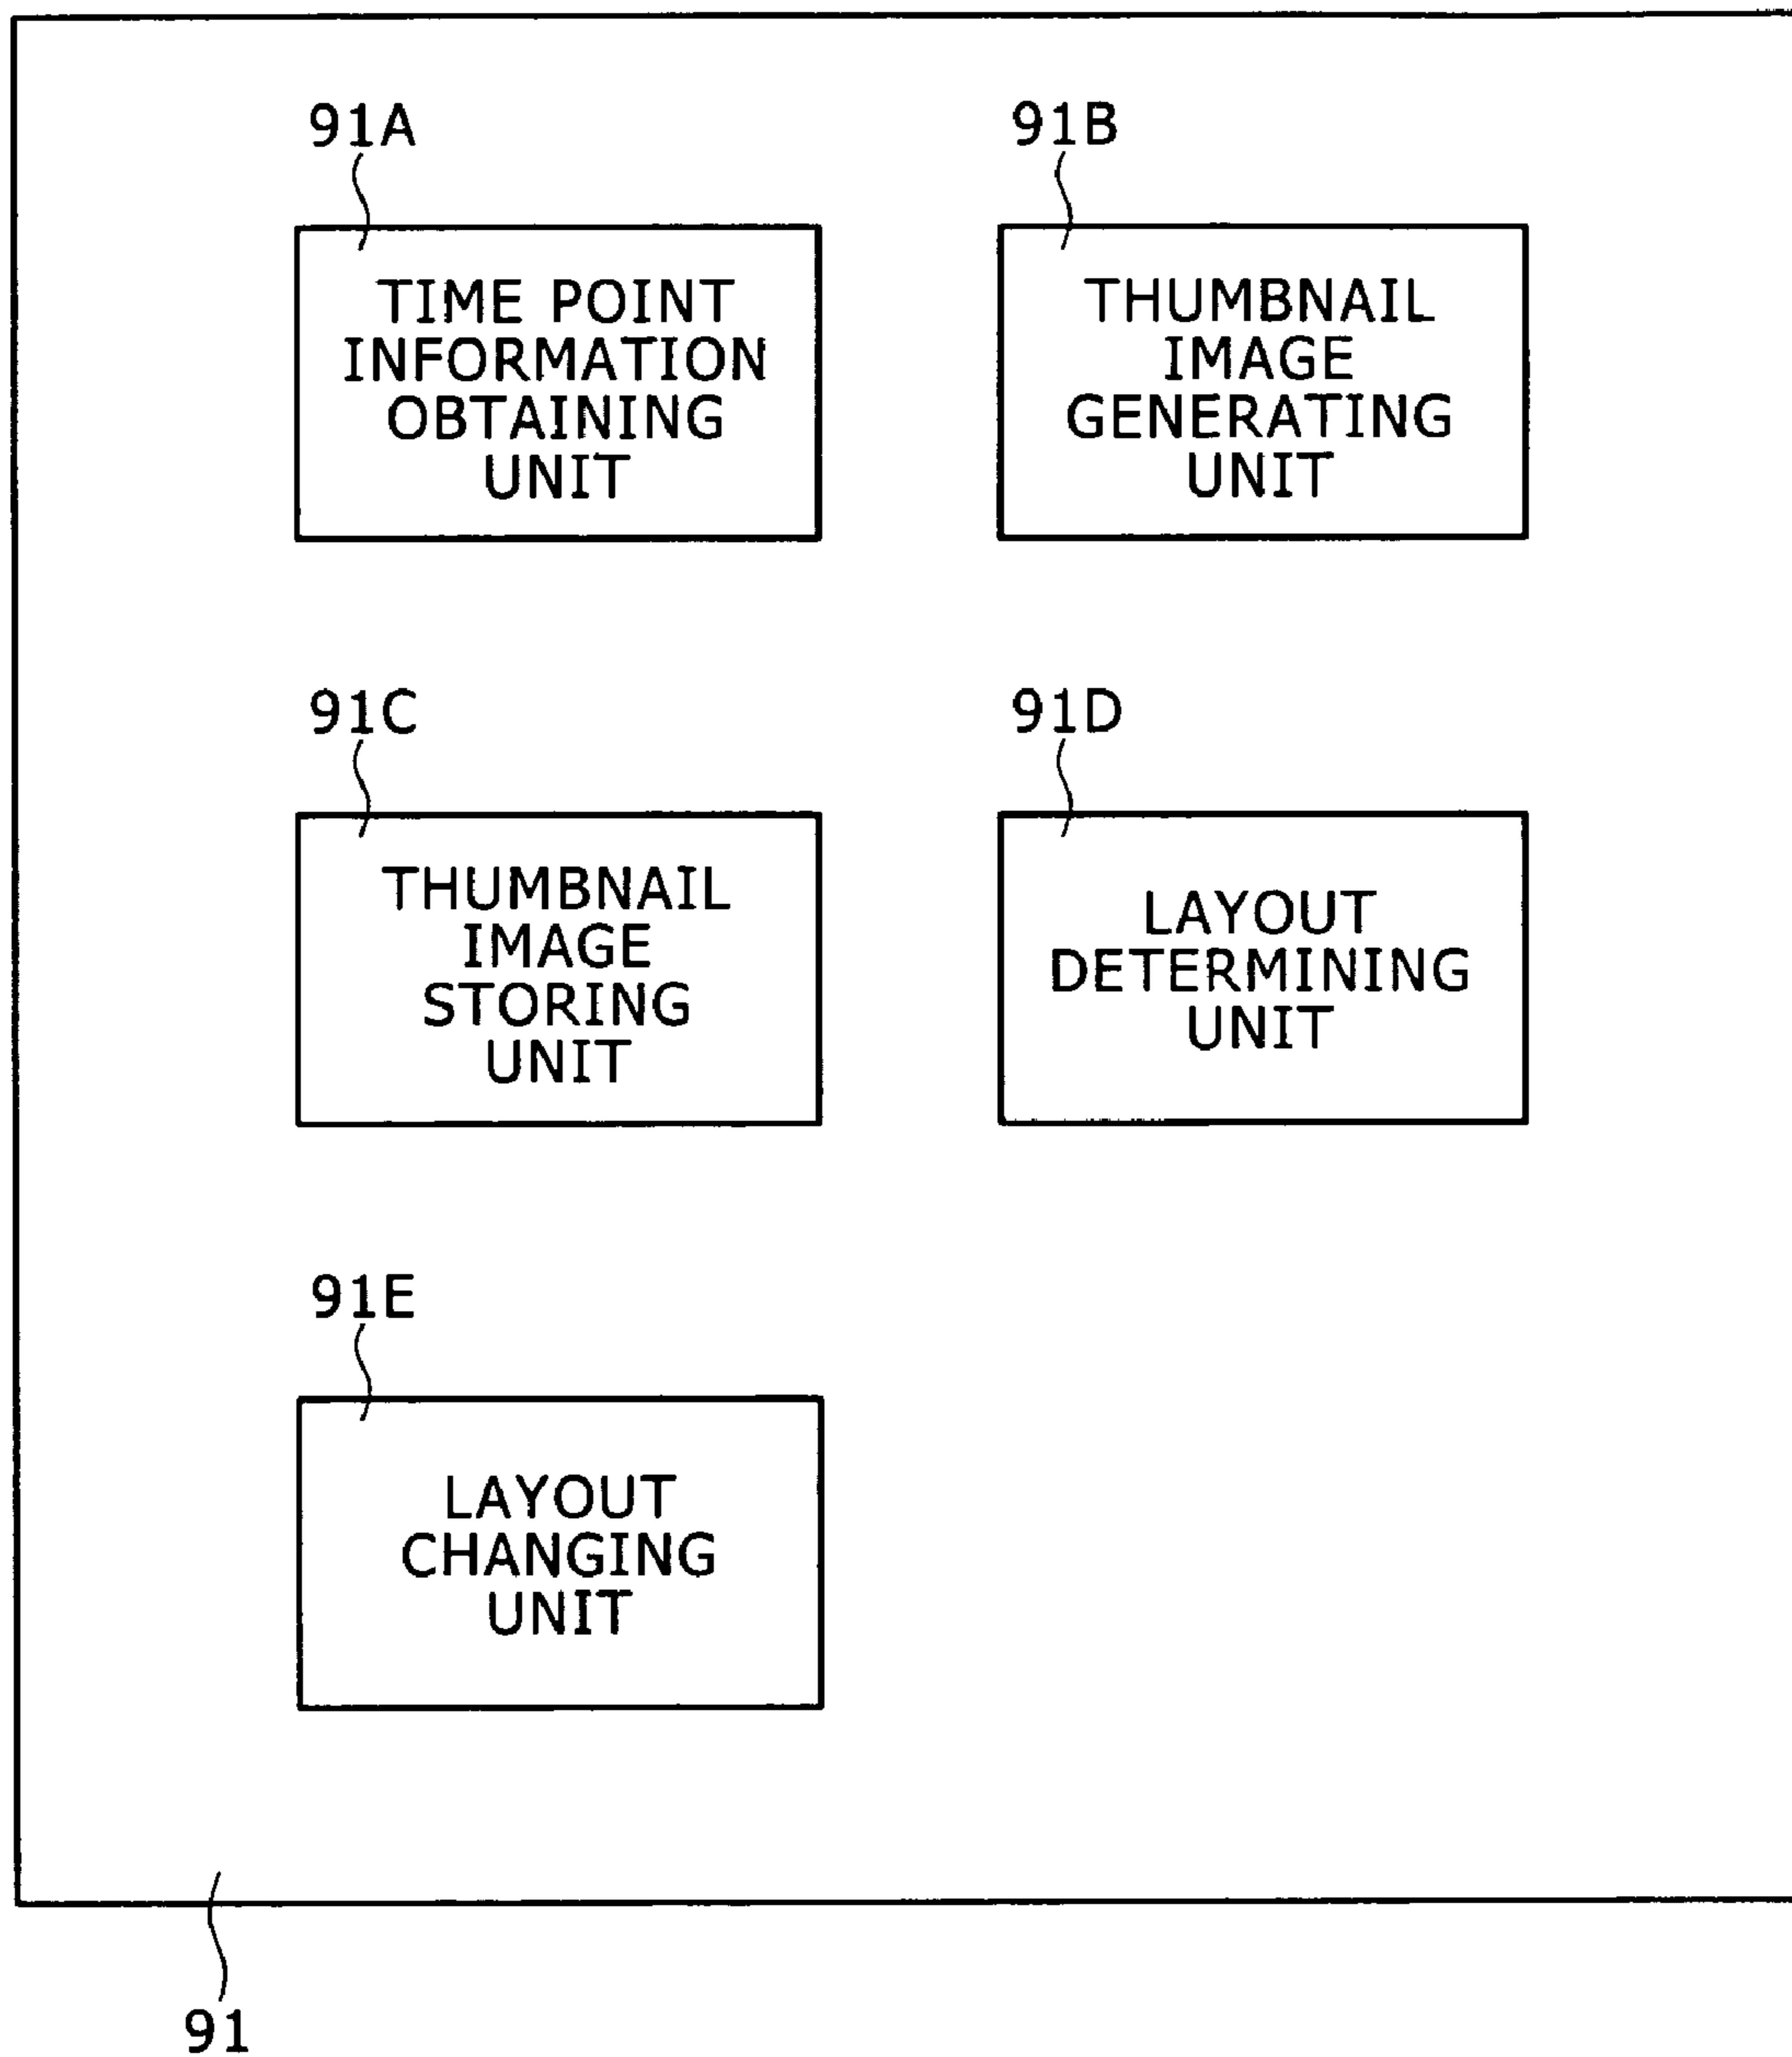 91A
TIME POINT
INFORMATION
OBTAINING
UNIT
91B
THUMBNAIL
IMAGE
GENERATING
UNIT
91C
THUMBNAIL
IMAGE
STORING
UNIT
91D
LAYOUT
DETERMINING
UNIT
91E
LAYOUT
CHANGING
UNIT
91